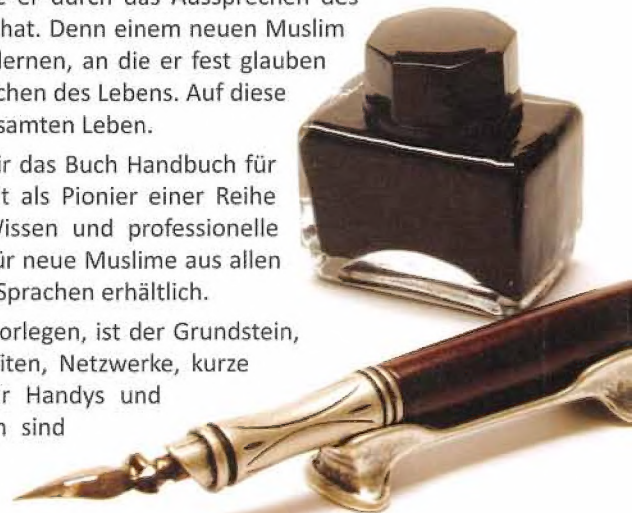 durch das Aussprechen des
hat. Denn einem neuen Muslim
lernen, an die er fest glauben
chen des Lebens. Auf diese
samten Leben.
ir das Buch Handbuch für
t als Pionier einer Reihe
Wissen und professionelle
ür neue Muslime aus allen
Sprachen erhältlich.
orlegen, ist der Grundstein,
iten, Netzwerke, kurze
r Handys und
n sind